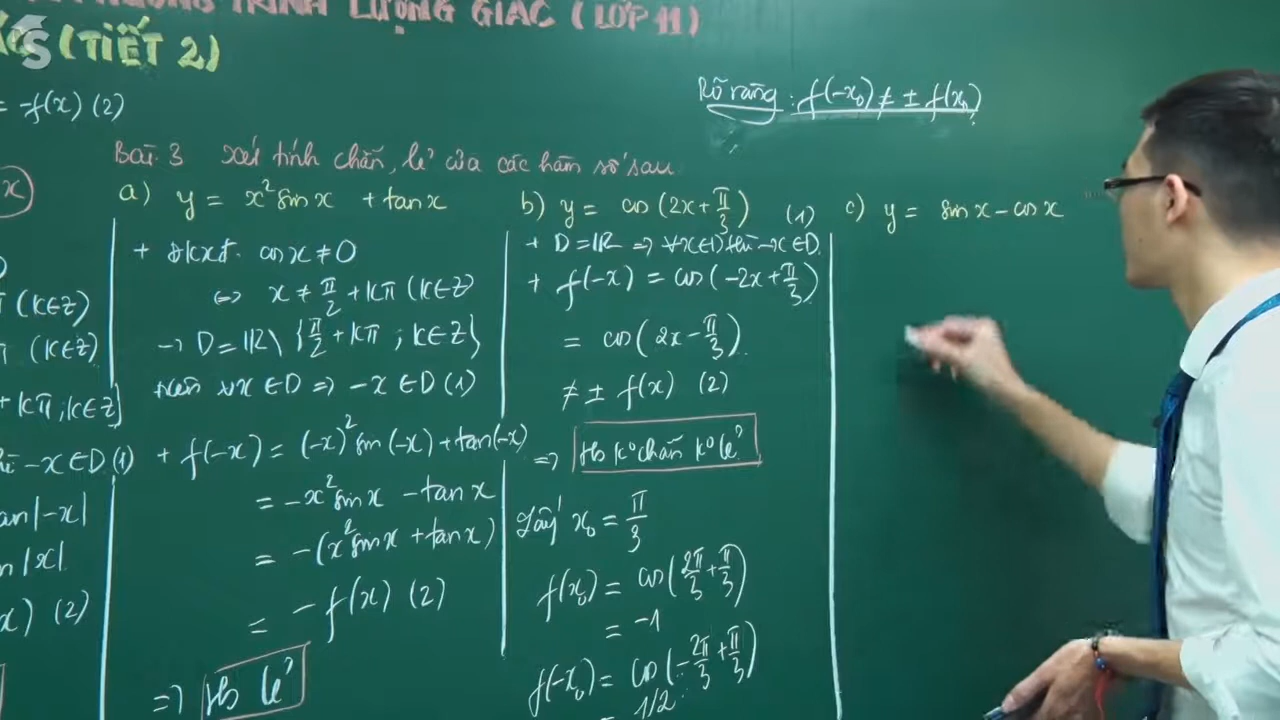 TRÌNH LƯỢNG GIÁC (LỚP 11)
(TIẾT 2)
= -f(x) (2)
Rõ ràng: f(-x₀) ≠ ± f(x₀)
Bài 3 xét tính chẵn, lẻ của các hàm số sau
x
a) y = x² sin x + tan x
+ đkxđ. cos x ≠ 0
⇔ x ≠ π/2 + kπ (k∈Z)
→ D = ℝ \ {π/2 + kπ ; k∈Z}
nên ∀x ∈ D ⇒ -x ∈ D (1)
+ f(-x) = (-x)² sin(-x) + tan(-x)
= -x² sin x - tan x
= -(x² sin x + tan x)
= - f(x) (2)
⇒ Hs lẻ
b) y = cos(2x + π/3) (1)
+ D = ℝ ⇒ ∀x∈D thì -x∈D
+ f(-x) = cos(-2x + π/3)
= cos(2x - π/3)
≠ ± f(x) (2)
⇒ Hs k° chẵn k° lẻ
Lấy x₀ = π/3
f(x₀) = cos(2π/3 + π/3)
= -1
f(-x₀) = cos(-2π/3 + π/3)
= 1/2
c) y = sin x - cos x
(k∈Z)
(k∈Z)
+ kπ; k∈Z}
-x∈D (1)
|-x|
|x|
(2)